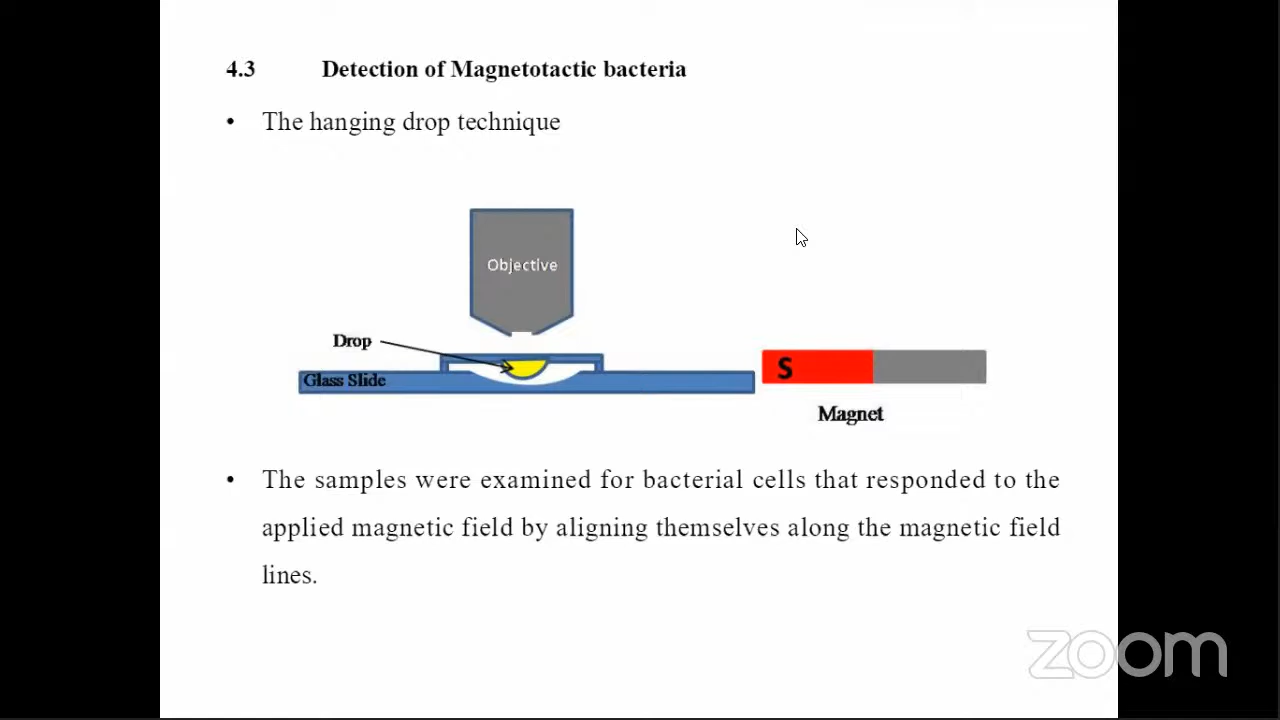 4.3 Detection of Magnetotactic bacteria
• The hanging drop technique
Objective
Drop
Glass Slide
S
Magnet
• The samples were examined for bacterial cells that responded to the
applied magnetic field by aligning themselves along the magnetic field
lines.
zoom